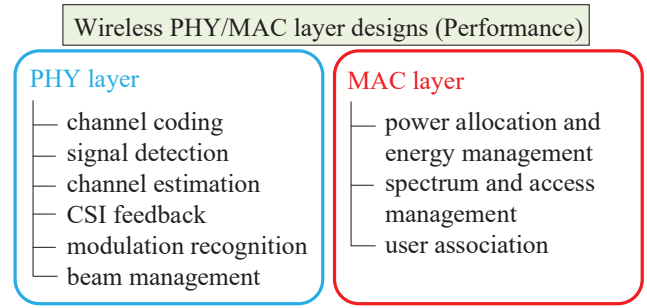 Wireless PHY/MAC layer designs (Performance)
PHY layer
channel coding
signal detection
channel estimation
CSI feedback
modulation recognition
beam management
MAC layer
power allocation and
energy management
spectrum and access
management
user association